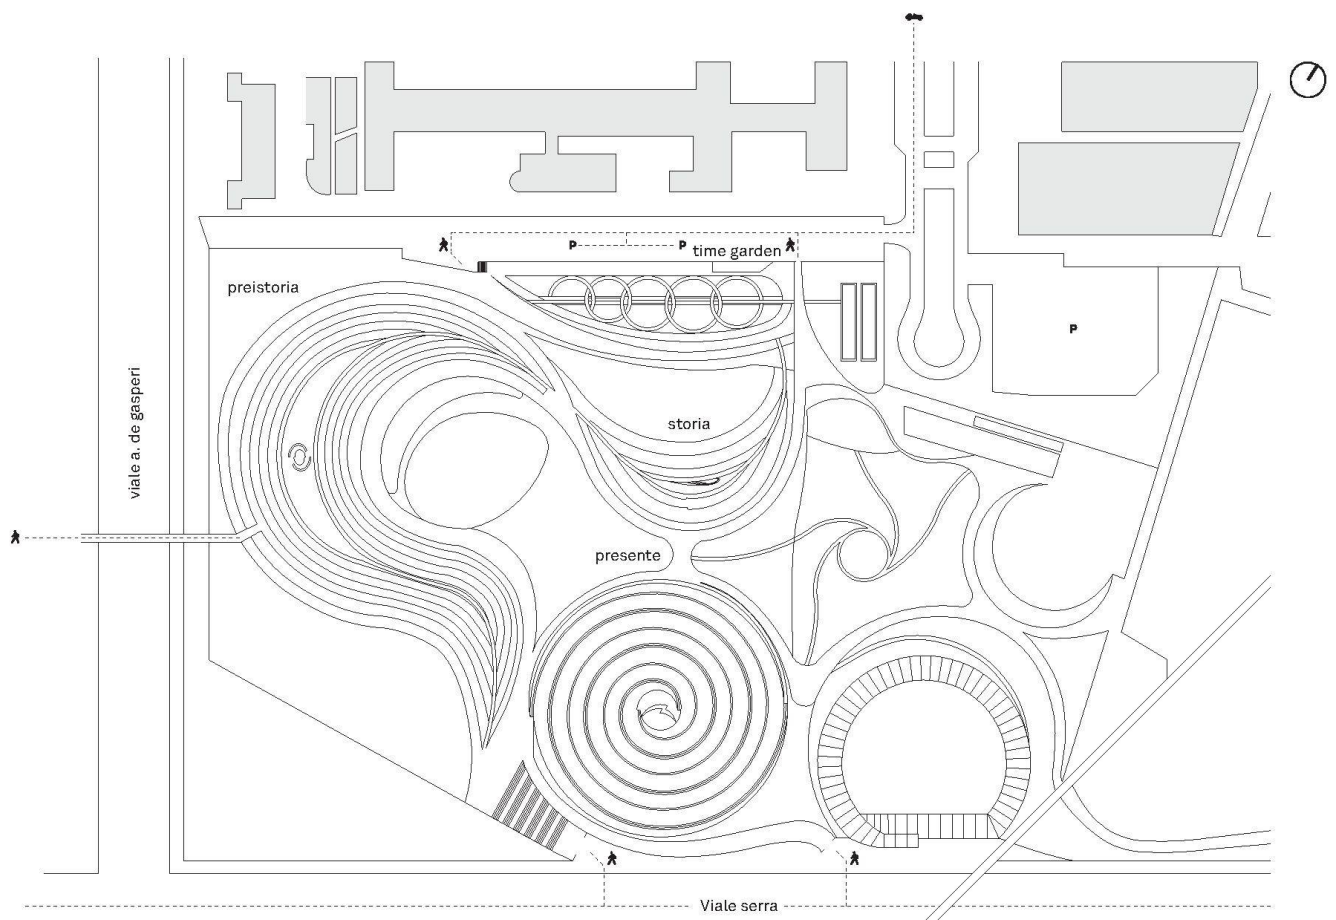 P
P
time garden
preistoria
P
viale a. de gasperi
storia
presente
Viale serra